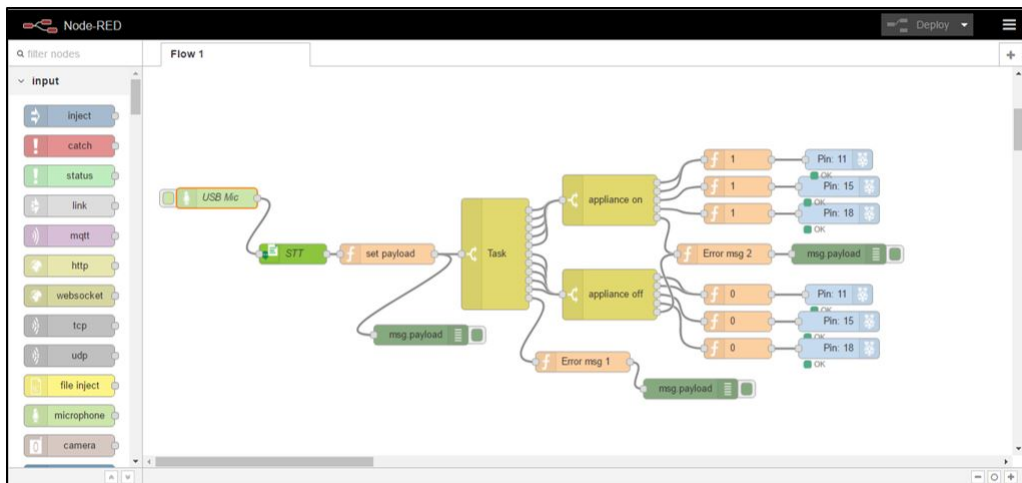 Node-RED
Deploy
filter nodes
Flow 1
input
inject
catch
status
link
mqtt
http
websocket
tcp
udp
file inject
microphone
camera
USB Mic
STT
set payload
msg.payload
Task
appliance on
appliance off
1
Pin: 11
OK
1
Pin: 15
OK
1
Pin: 18
OK
Error msg 2
msg.payload
0
Pin: 11
OK
0
Pin: 15
OK
0
Pin: 18
OK
Error msg 1
msg.payload